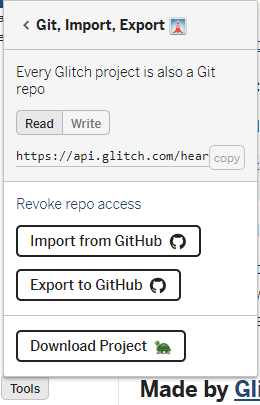 Git, Import, Export
Every Glitch project is also a Git
repo
Read Write
https://api.glitch.com/hear
copy
Revoke repo access
Import from GitHub
Export to GitHub
Download Project
Tools
Made by Gli